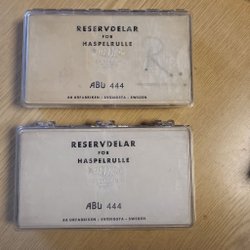 RESERVDELAR
FÖR
HASPELRULLE
ABU 444
AB URFABRIKEN · SVÄNGSTA · SWEDEN
RESERVDELAR
FÖR
HASPELRULLE
ABU 444
AB URFABRIKEN · SVÄNGSTA · SWEDEN